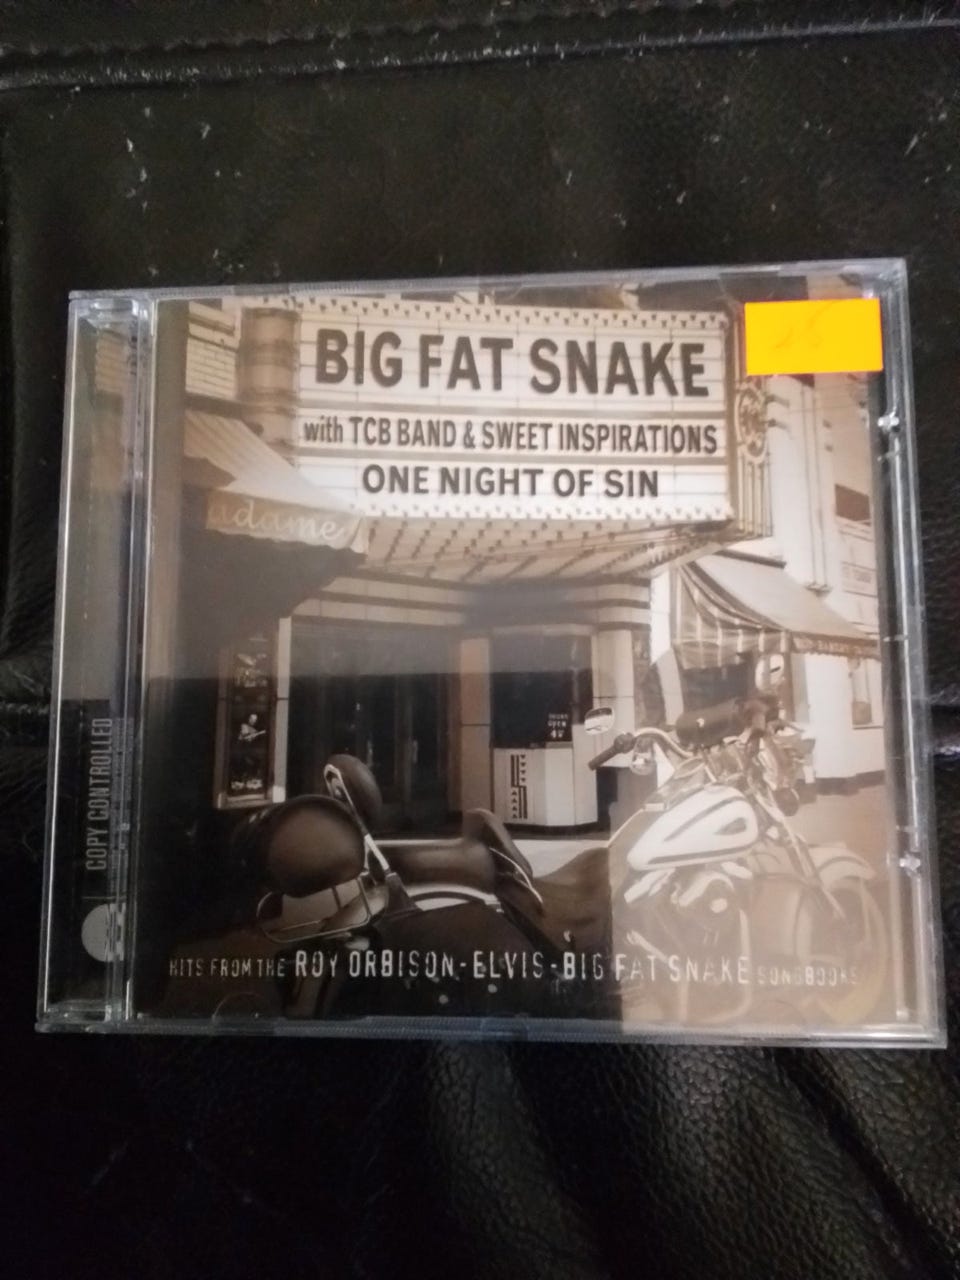 BIG FAT SNAKE
with TCB BAND & SWEET INSPIRATIONS
ONE NIGHT OF SIN
adame
OPEN
COPY CONTROLLED
HITS FROM THE ROY ORBISON-ELVIS-BIG FAT SNAKE SONGBOOKS